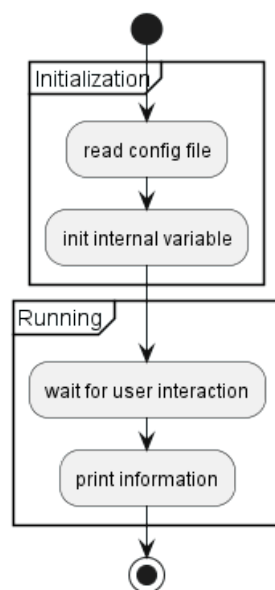 Initialization
read config file
init internal variable
Running
wait for user interaction
print information